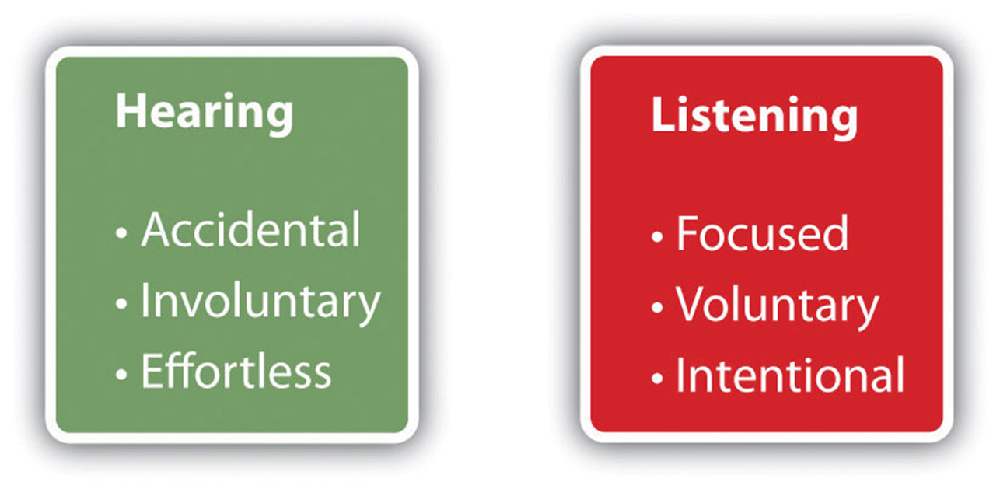 Hearing
• Accidental
• Involuntary
• Effortless
Listening
• Focused
• Voluntary
• Intentional